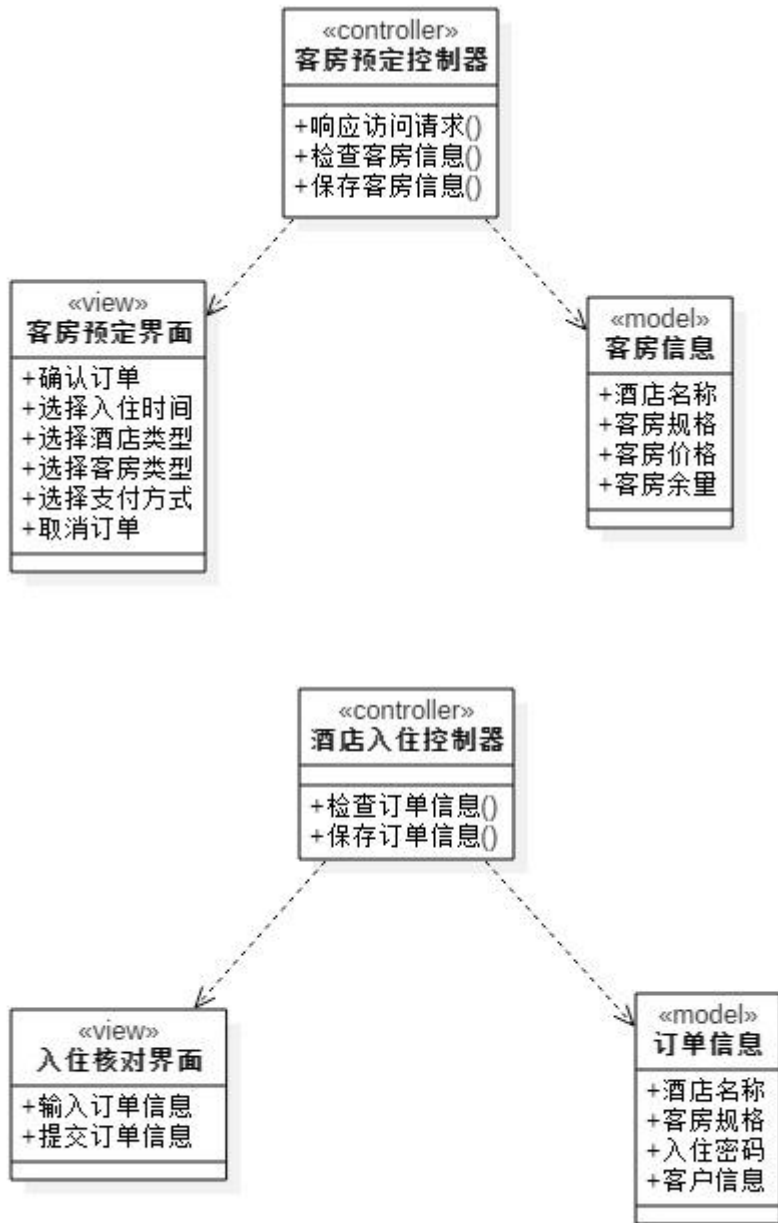 «controller»
客房预定控制器
+响应访问请求()
+检查客房信息()
+保存客房信息()
«view»
客房预定界面
+确认订单
+选择入住时间
+选择酒店类型
+选择客房类型
+选择支付方式
+取消订单
«model»
客房信息
+酒店名称
+客房规格
+客房价格
+客房余量
«controller»
酒店入住控制器
+检查订单信息()
+保存订单信息()
«view»
入住核对界面
+输入订单信息
+提交订单信息
«model»
订单信息
+酒店名称
+客房规格
+入住密码
+客户信息